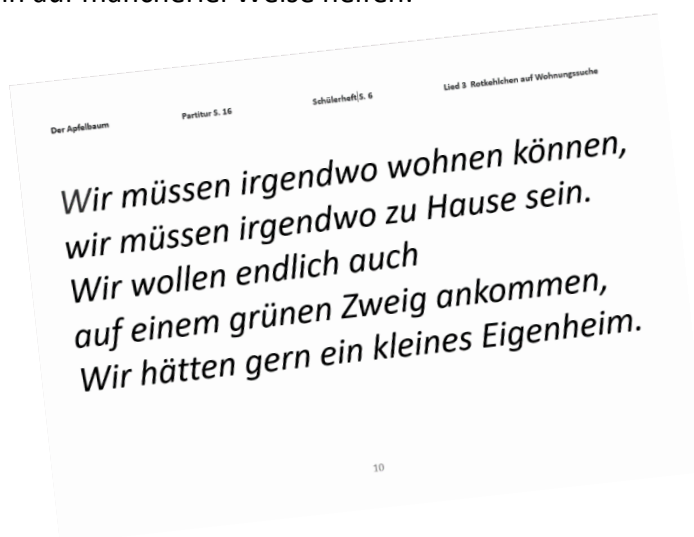 in auf mancherlei Weise helfen.
Der Apfelbaum Partitur S. 16 Schülerheft|S. 6 Lied 3 Rotkehlchen auf Wohnungssuche
Wir müssen irgendwo wohnen können,
wir müssen irgendwo zu Hause sein.
Wir wollen endlich auch
auf einem grünen Zweig ankommen,
Wir hätten gern ein kleines Eigenheim.
10